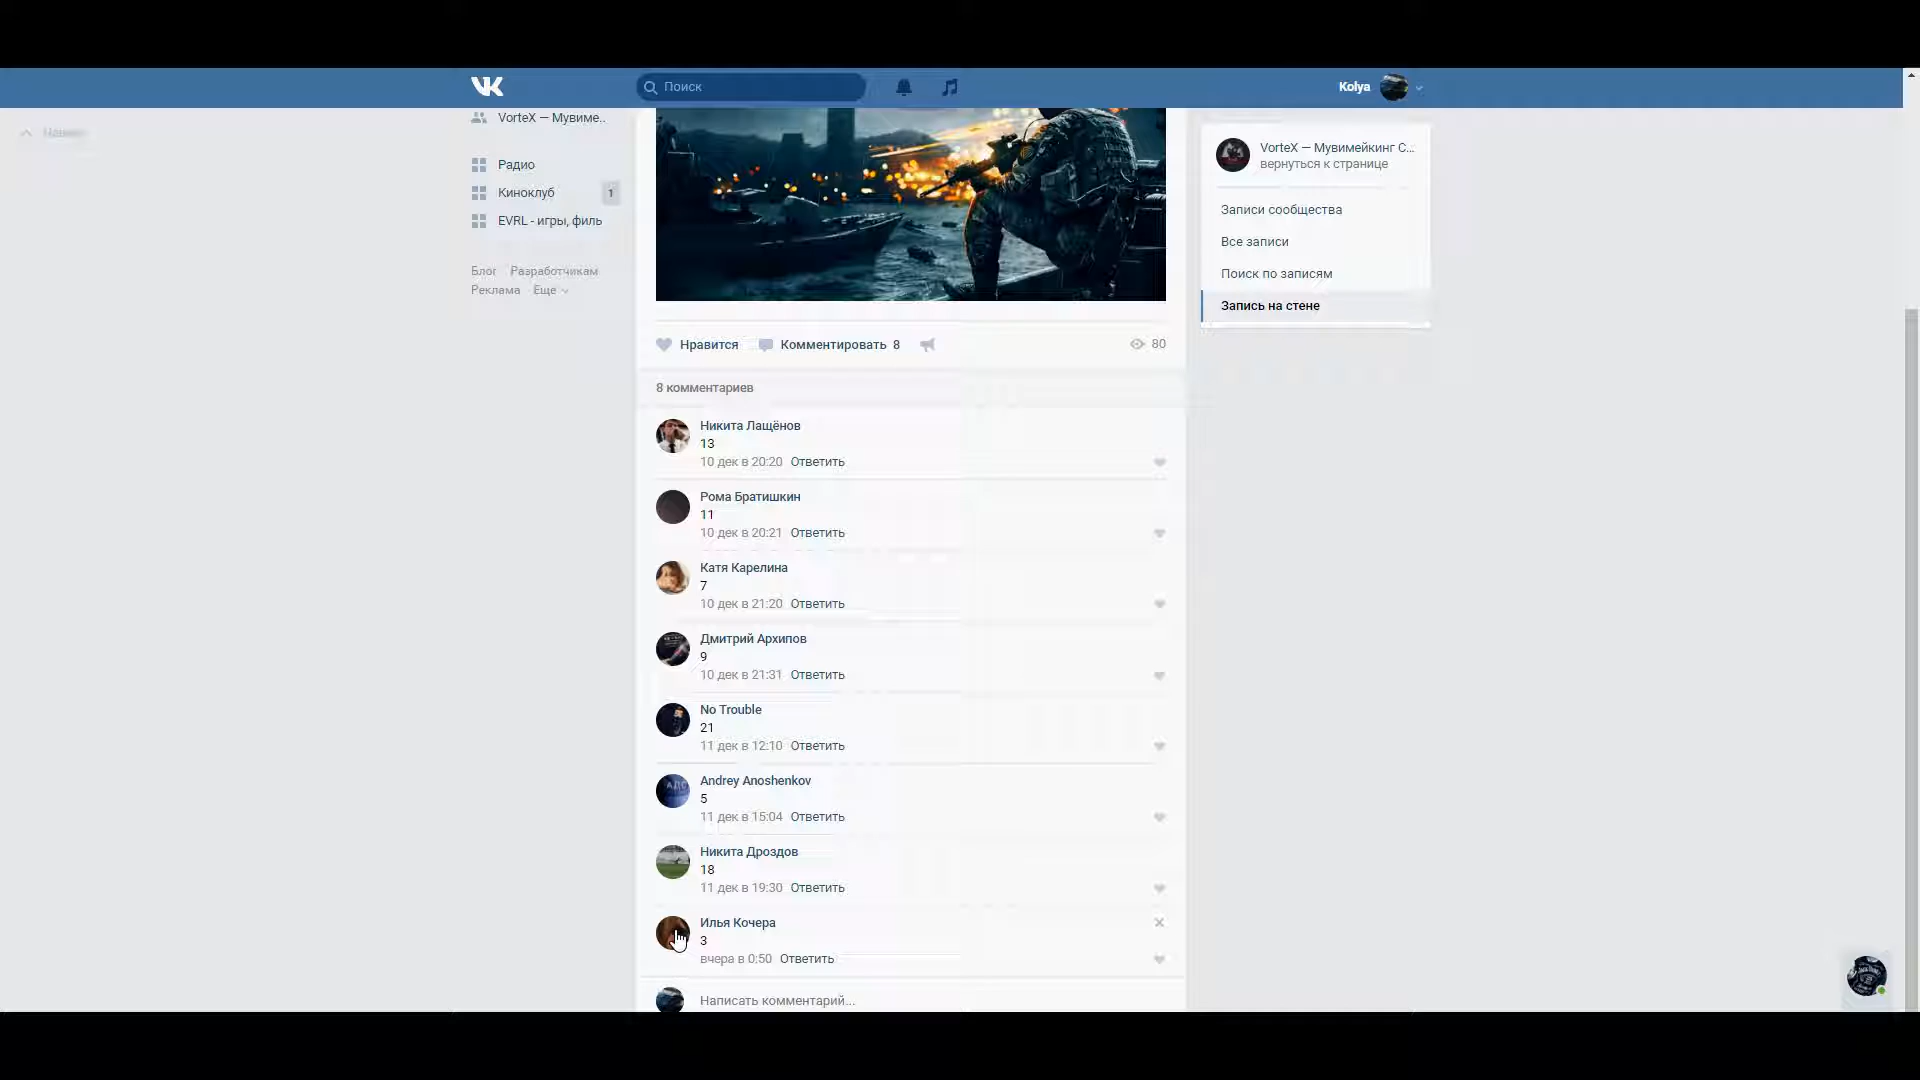 Поиск
Kolya
VorteX — Мувиме..
Радио
Киноклуб 1
EVRL - игры, филь
Блог Разработчикам
Реклама Еще
Нравится Комментировать 8 80
8 комментариев
Никита Лащёнов
13
10 дек в 20:20 Ответить
Рома Братишкин
11
10 дек в 20:21 Ответить
Катя Карелина
7
10 дек в 21:20 Ответить
Дмитрий Архипов
9
10 дек в 21:31 Ответить
No Trouble
21
11 дек в 12:10 Ответить
Andrey Anoshenkov
5
11 дек в 15:04 Ответить
Никита Дроздов
18
11 дек в 19:30 Ответить
Илья Кочера
3
вчера в 0:50 Ответить
Написать комментарий...
VorteX — Мувимейкинг С...
вернуться к странице
Записи сообщества
Все записи
Поиск по записям
Запись на стене